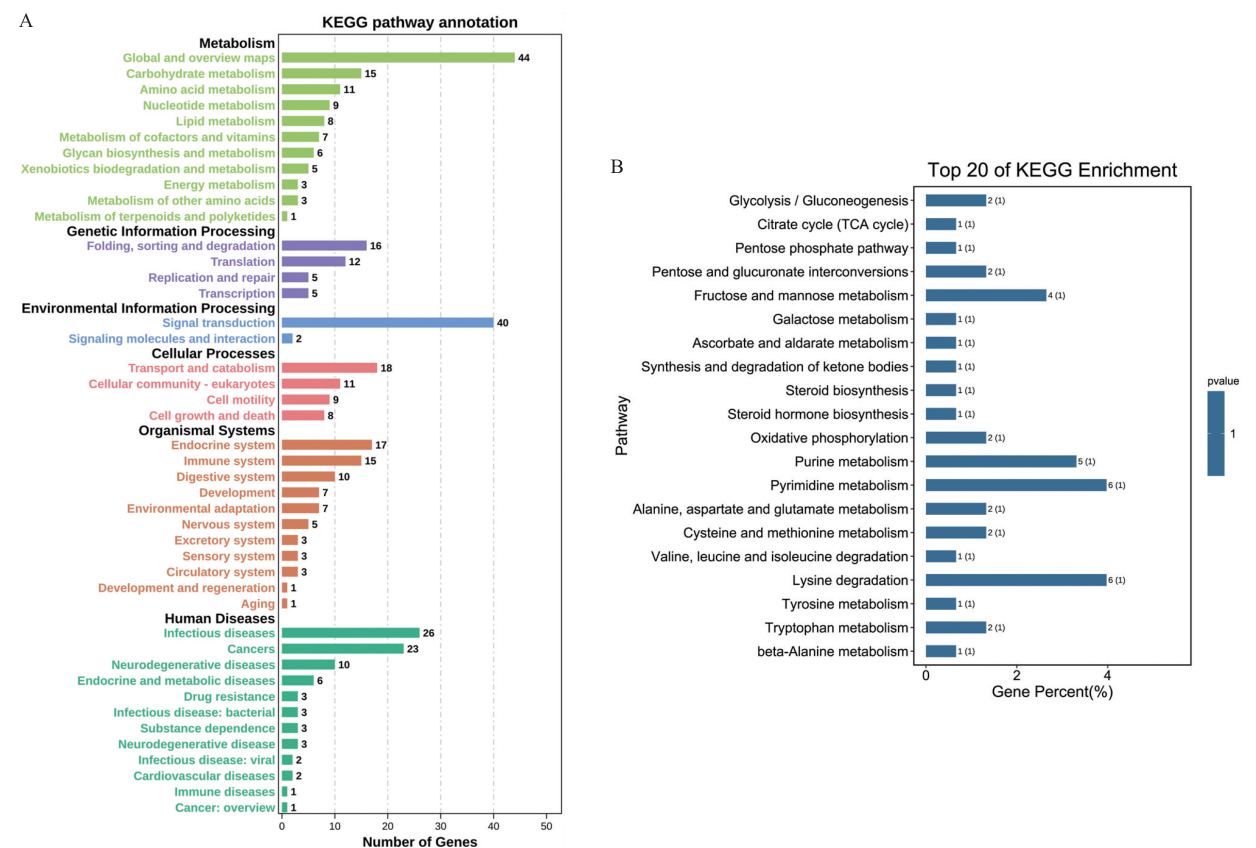 A
KEGG pathway annotation
Metabolism
Global and overview maps 44
Carbohydrate metabolism 15
Amino acid metabolism 11
Nucleotide metabolism 9
Lipid metabolism 8
Metabolism of cofactors and vitamins 7
Glycan biosynthesis and metabolism 6
Xenobiotics biodegradation and metabolism 5
Energy metabolism 3
Metabolism of other amino acids 3
Metabolism of terpenoids and polyketides 1
Genetic Information Processing
Folding, sorting and degradation 16
Translation 12
Replication and repair 5
Transcription 5
Environmental Information Processing
Signal transduction 40
Signaling molecules and interaction 2
Cellular Processes
Transport and catabolism 18
Cellular community - eukaryotes 11
Cell motility 9
Cell growth and death 8
Organismal Systems
Endocrine system 17
Immune system 15
Digestive system 10
Development 7
Environmental adaptation 7
Nervous system 5
Excretory system 3
Sensory system 3
Circulatory system 3
Development and regeneration 1
Aging 1
Human Diseases
Infectious diseases 26
Cancers 23
Neurodegenerative diseases 10
Endocrine and metabolic diseases 6
Drug resistance 3
Infectious disease: bacterial 3
Substance dependence 3
Neurodegenerative disease 3
Infectious disease: viral 2
Cardiovascular diseases 2
Immune diseases 1
Cancer: overview 1
0 10 20 30 40 50
Number of Genes
B
Top 20 of KEGG Enrichment
Pathway
Glycolysis / Gluconeogenesis 2 (1)
Citrate cycle (TCA cycle) 1 (1)
Pentose phosphate pathway 1 (1)
Pentose and glucuronate interconversions 2 (1)
Fructose and mannose metabolism 4 (1)
Galactose metabolism 1 (1)
Ascorbate and aldarate metabolism 1 (1)
Synthesis and degradation of ketone bodies 1 (1)
Steroid biosynthesis 1 (1)
Steroid hormone biosynthesis 1 (1)
Oxidative phosphorylation 2 (1)
Purine metabolism 5 (1)
Pyrimidine metabolism 6 (1)
Alanine, aspartate and glutamate metabolism 2 (1)
Cysteine and methionine metabolism 2 (1)
Valine, leucine and isoleucine degradation 1 (1)
Lysine degradation 6 (1)
Tyrosine metabolism 1 (1)
Tryptophan metabolism 2 (1)
beta-Alanine metabolism 1 (1)
0 2 4
Gene Percent(%)
pvalue
1